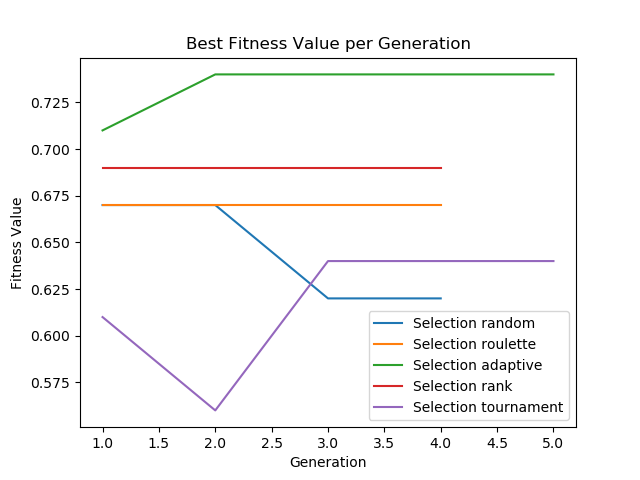 Best Fitness Value per Generation
Fitness Value
0.725
0.700
0.675
0.650
0.625
0.600
0.575
Selection random
Selection roulette
Selection adaptive
Selection rank
Selection tournament
1.0 1.5 2.0 2.5 3.0 3.5 4.0 4.5 5.0
Generation